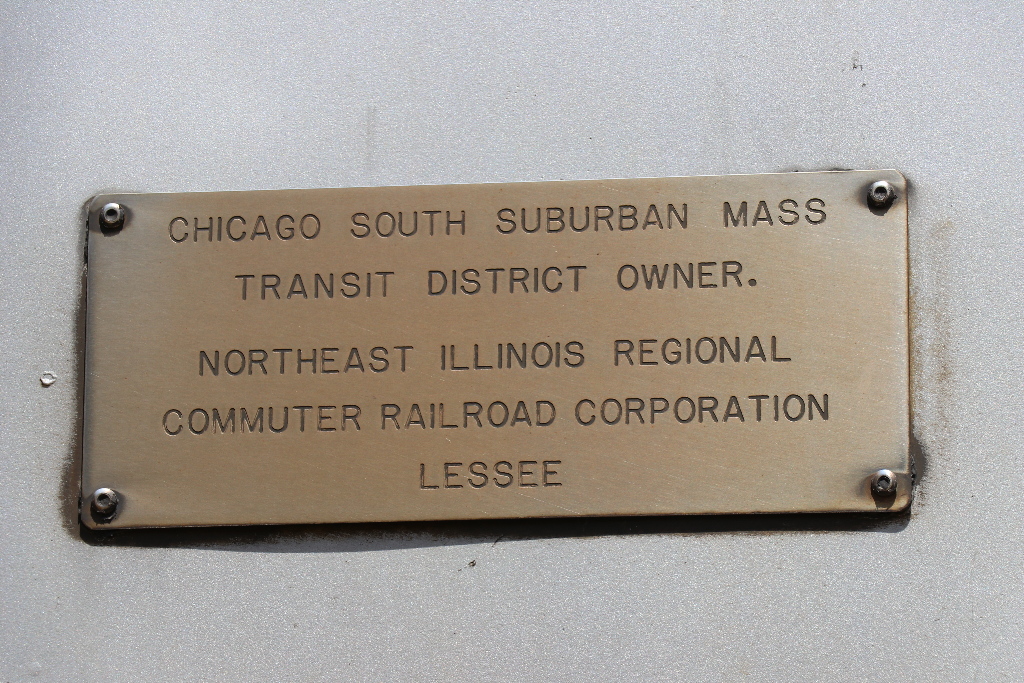 CHICAGO SOUTH SUBURBAN MASS
TRANSIT DISTRICT OWNER.
NORTHEAST ILLINOIS REGIONAL
COMMUTER RAILROAD CORPORATION
LESSEE